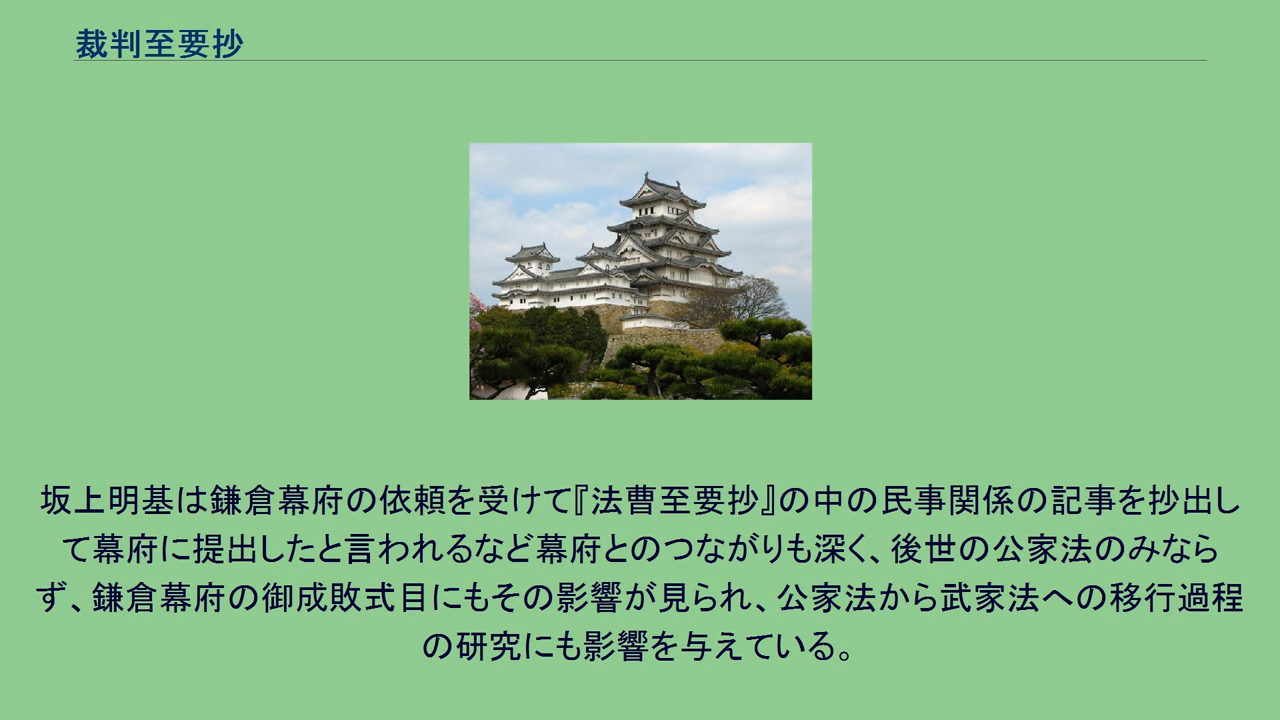 裁判至要抄
坂上明基は鎌倉幕府の依頼を受けて『法曹至要抄』の中の民事関係の記事を抄出し
て幕府に提出したと言われるなど幕府とのつながりも深く、後世の公家法のみなら
ず、鎌倉幕府の御成敗式目にもその影響が見られ、公家法から武家法への移行過程
の研究にも影響を与えている。